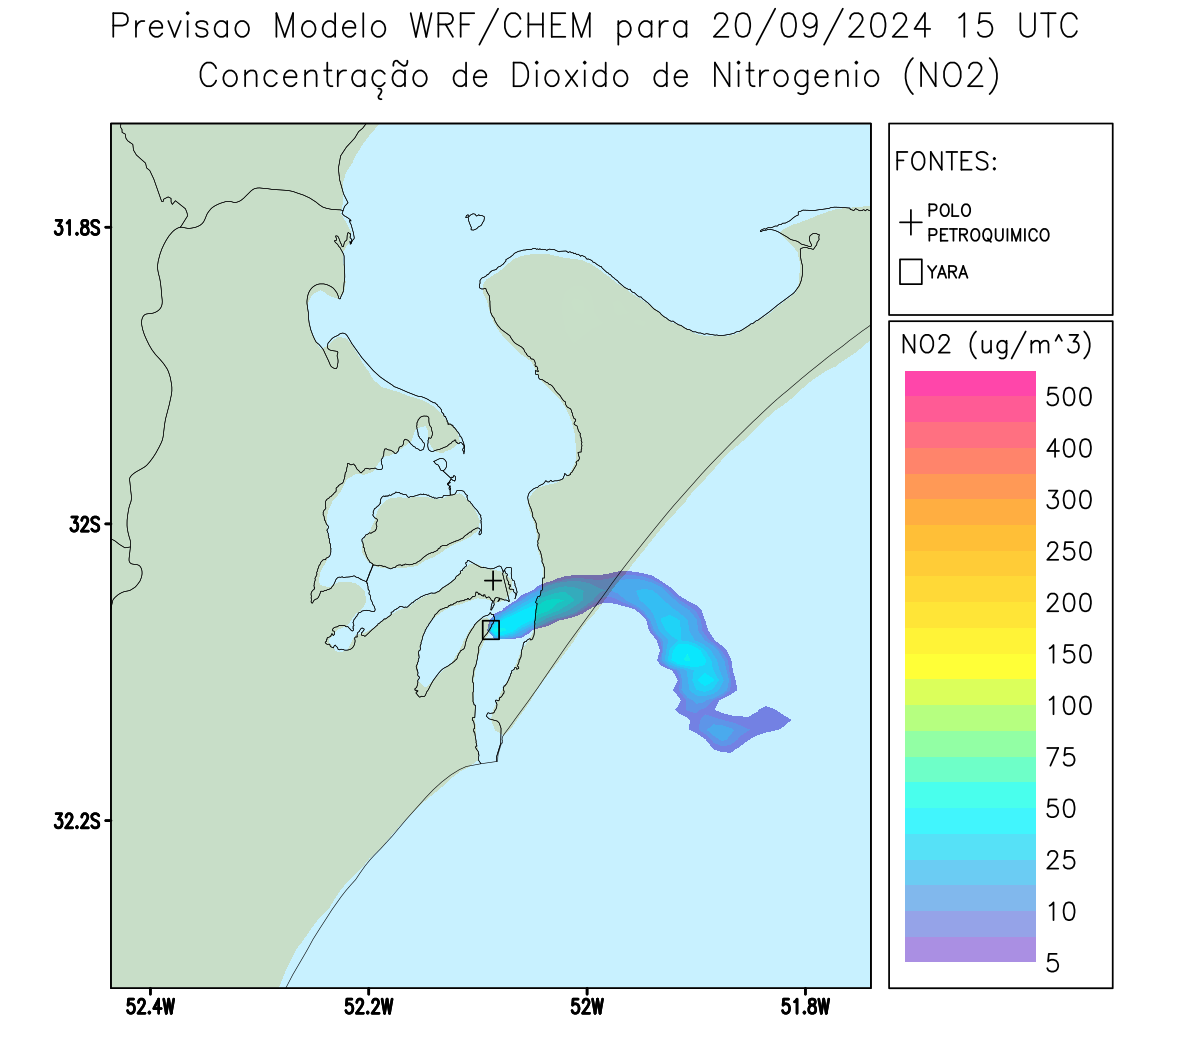 Previsao Modelo WRF/CHEM para 20/09/2024 15 UTC
Concentração de Dioxido de Nitrogenio (NO2)
FONTES:
POLO
PETROQUIMICO
YARA
NO2 (ug/m^3)
500
400
300
250
200
150
100
75
50
25
10
5
31.8S
32S
32.2S
52.4W
52.2W
52W
51.8W